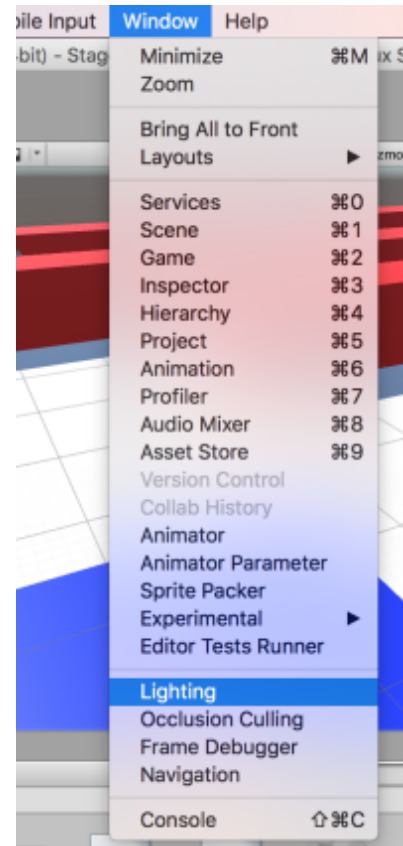 bile Input Window Help
bit) - Stag
Minimize ⌘M
Zoom
Bring All to Front
Layouts ▶
Services ⌘0
Scene ⌘1
Game ⌘2
Inspector ⌘3
Hierarchy ⌘4
Project ⌘5
Animation ⌘6
Profiler ⌘7
Audio Mixer ⌘8
Asset Store ⌘9
Version Control
Collab History
Animator
Animator Parameter
Sprite Packer
Experimental ▶
Editor Tests Runner
Lighting
Occlusion Culling
Frame Debugger
Navigation
Console ⇧⌘C